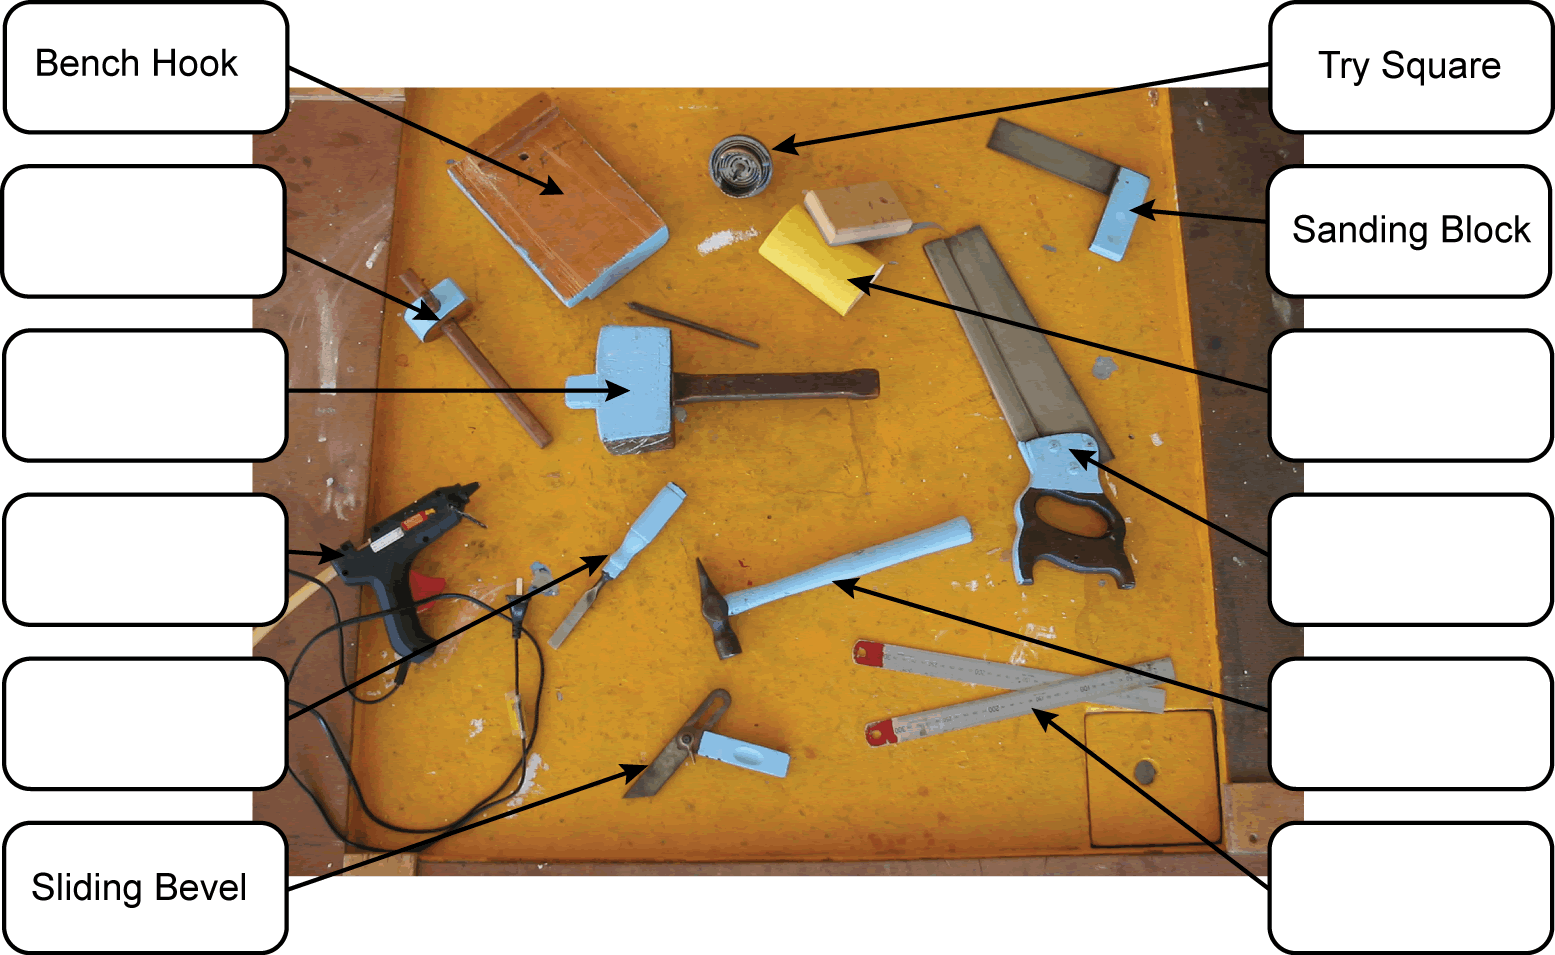 Bench Hook
Try Square
Sanding Block
Sliding Bevel